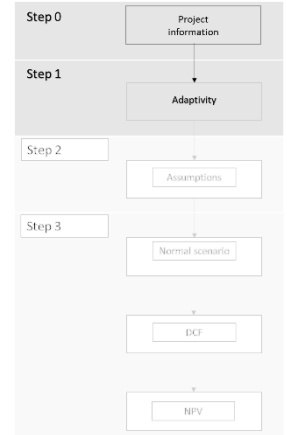 Step 0
Project
information
Step 1
Adaptivity
Step 2
Assumptions
Step 3
Normal scenario
DCF
NPV